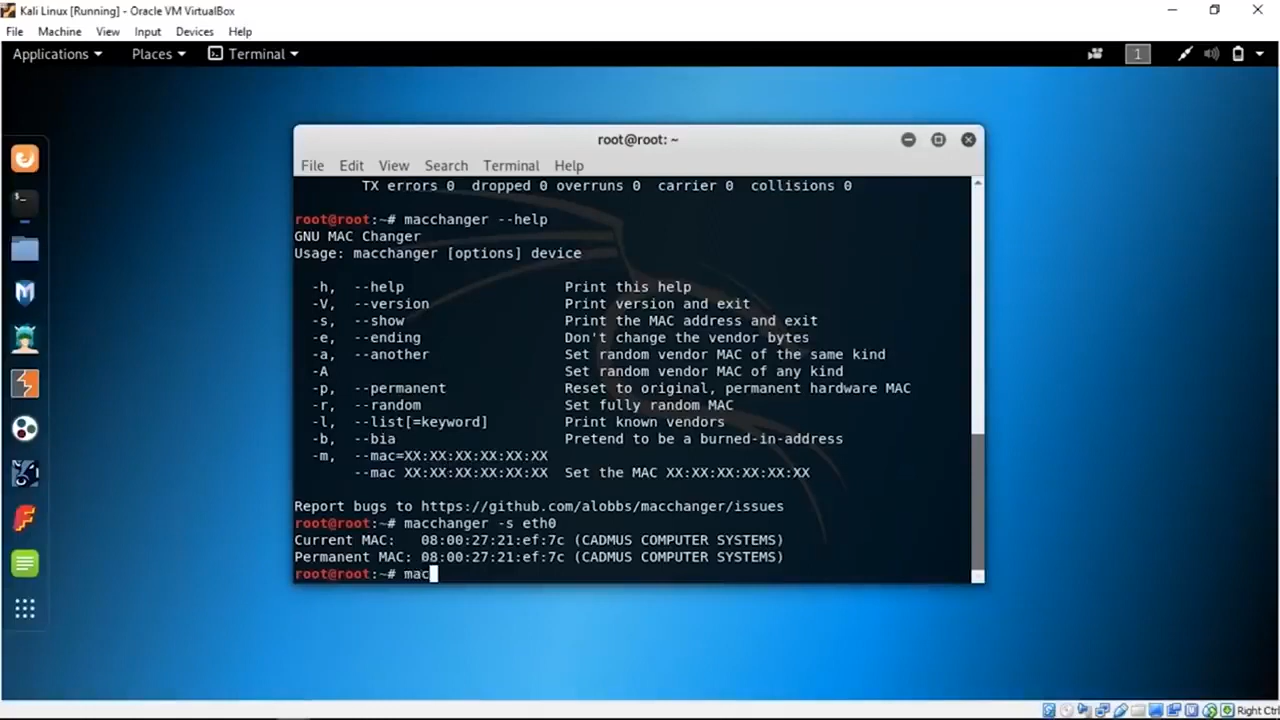 Kali Linux [Running] - Oracle VM VirtualBox
File Machine View Input Devices Help
Applications Places Terminal 1
root@root: ~
File Edit View Search Terminal Help
TX errors 0 dropped 0 overruns 0 carrier 0 collisions 0
root@root:~# macchanger --help
GNU MAC Changer
Usage: macchanger [options] device
-h, --help Print this help
-V, --version Print version and exit
-s, --show Print the MAC address and exit
-e, --ending Don't change the vendor bytes
-a, --another Set random vendor MAC of the same kind
-A Set random vendor MAC of any kind
-p, --permanent Reset to original, permanent hardware MAC
-r, --random Set fully random MAC
-l, --list[=keyword] Print known vendors
-b, --bia Pretend to be a burned-in-address
-m, --mac=XX:XX:XX:XX:XX:XX
--mac XX:XX:XX:XX:XX:XX Set the MAC XX:XX:XX:XX:XX:XX
Report bugs to https://github.com/alobbs/macchanger/issues
root@root:~# macchanger -s eth0
Current MAC: 08:00:27:21:ef:7c (CADMUS COMPUTER SYSTEMS)
Permanent MAC: 08:00:27:21:ef:7c (CADMUS COMPUTER SYSTEMS)
root@root:~# mac
Right Ctrl